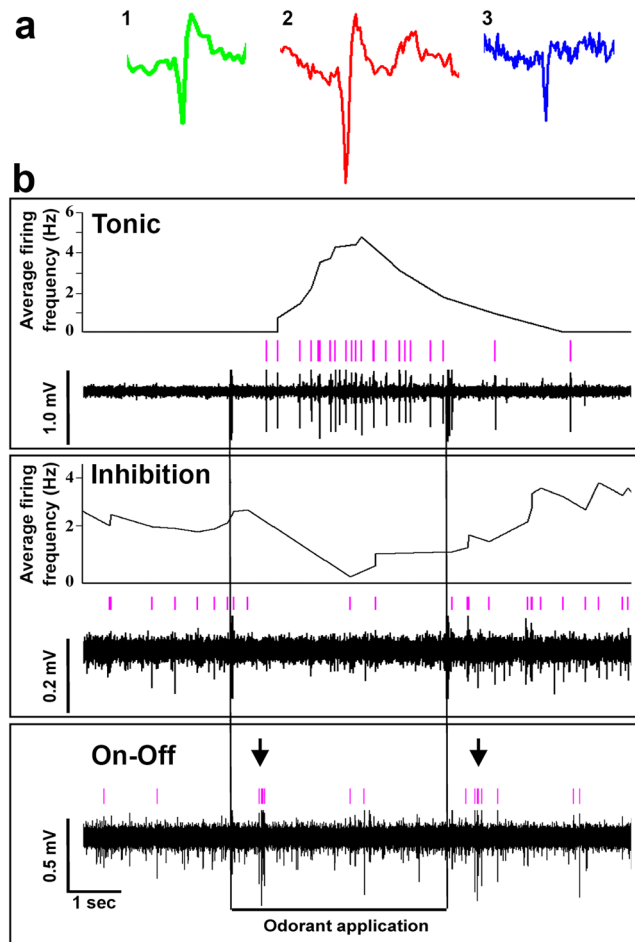 a
1
2
3
b
Tonic
Average firing
frequency (Hz)
6
4
2
0
1.0 mV
Inhibition
Average firing
frequency (Hz)
4
2
0
0.2 mV
On-Off
0.5 mV
1 sec
Odorant application